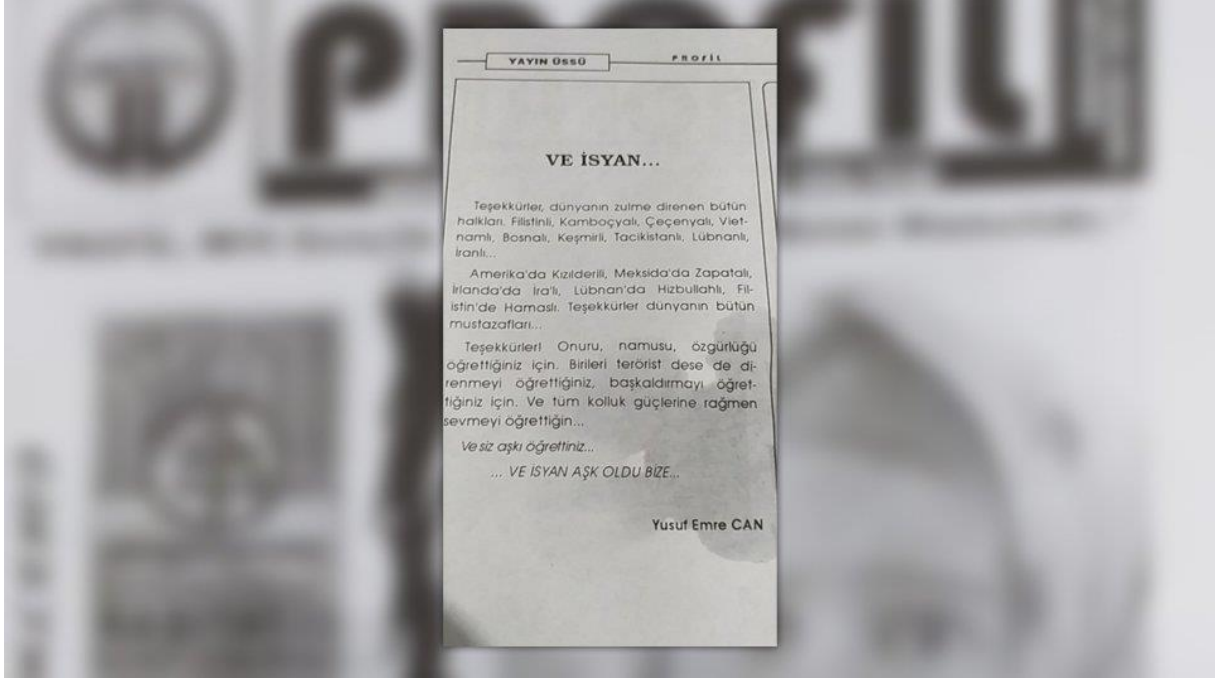 PROFİL
YAYIN ÜSSÜ
PROFİL
VE İSYAN...
Teşekkürler, dünyanın zulme direnen bütün
halkları. Filistinli, Kamboçyalı, Çeçenyalı, Viet-
namlı, Bosnalı, Keşmirli, Tacikistanlı, Lübnanlı,
İranlı...
Amerika'da Kızılderili, Meksida'da Zapatalı,
İrlanda'da İra'lı, Lübnan'da Hizbullahlı, Fil-
istin'de Hamaslı. Teşekkürler dünyanın bütün
mustazafları...
Teşekkürler! Onuru, namusu, özgürlüğü
öğrettiğiniz için. Birileri terörist dese de di-
renmeyi öğrettiğiniz, başkaldırmayı öğret-
tiğiniz için. Ve tüm kolluk güçlerine rağmen
sevmeyi öğrettiğin...
Ve siz aşkı öğrettiniz...
... VE İSYAN AŞK OLDU BİZE...
Yusuf Emre CAN